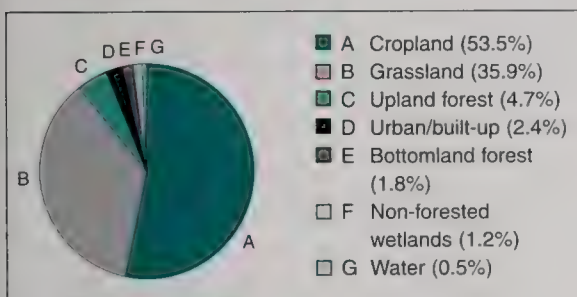 D E F G
C
B
A
A Cropland (53.5%)
B Grassland (35.9%)
C Upland forest (4.7%)
D Urban/built-up (2.4%)
E Bottomland forest
(1.8%)
F Non-forested
wetlands (1.2%)
G Water (0.5%)